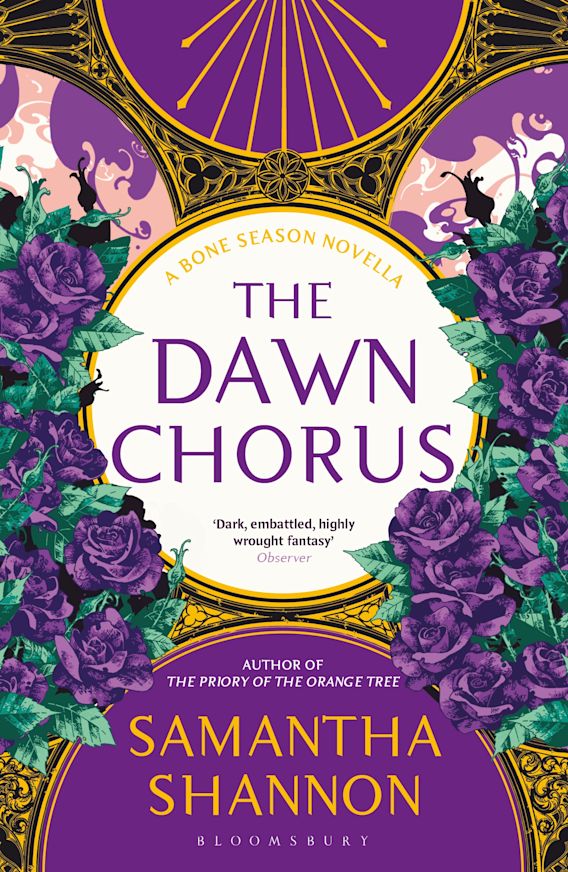 A BONE SEASON NOVELLA
THE
DAWN
CHORUS
‘Dark, embattled, highly
wrought fantasy’
Observer
AUTHOR OF
THE PRIORY OF THE ORANGE TREE
SAMANTHA
SHANNON
BLOOMSBURY